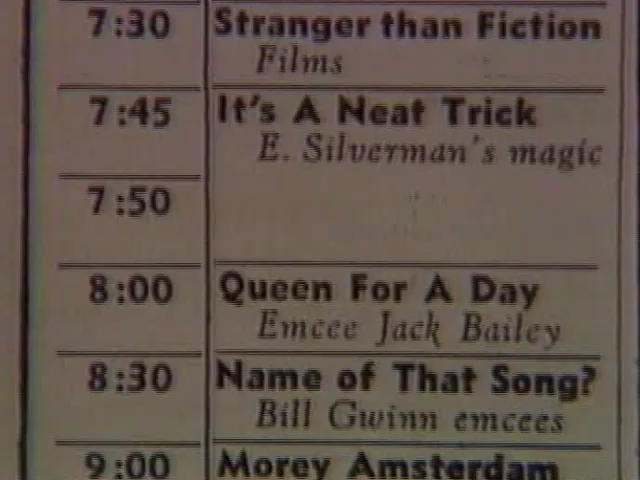 7:30 Stranger than Fiction
Films
7:45 It's A Neat Trick
E. Silverman's magic
7:50
8:00 Queen For A Day
Emcee Jack Bailey
8:30 Name of That Song?
Bill Gwinn emcees
9:00 Morey Amsterdam